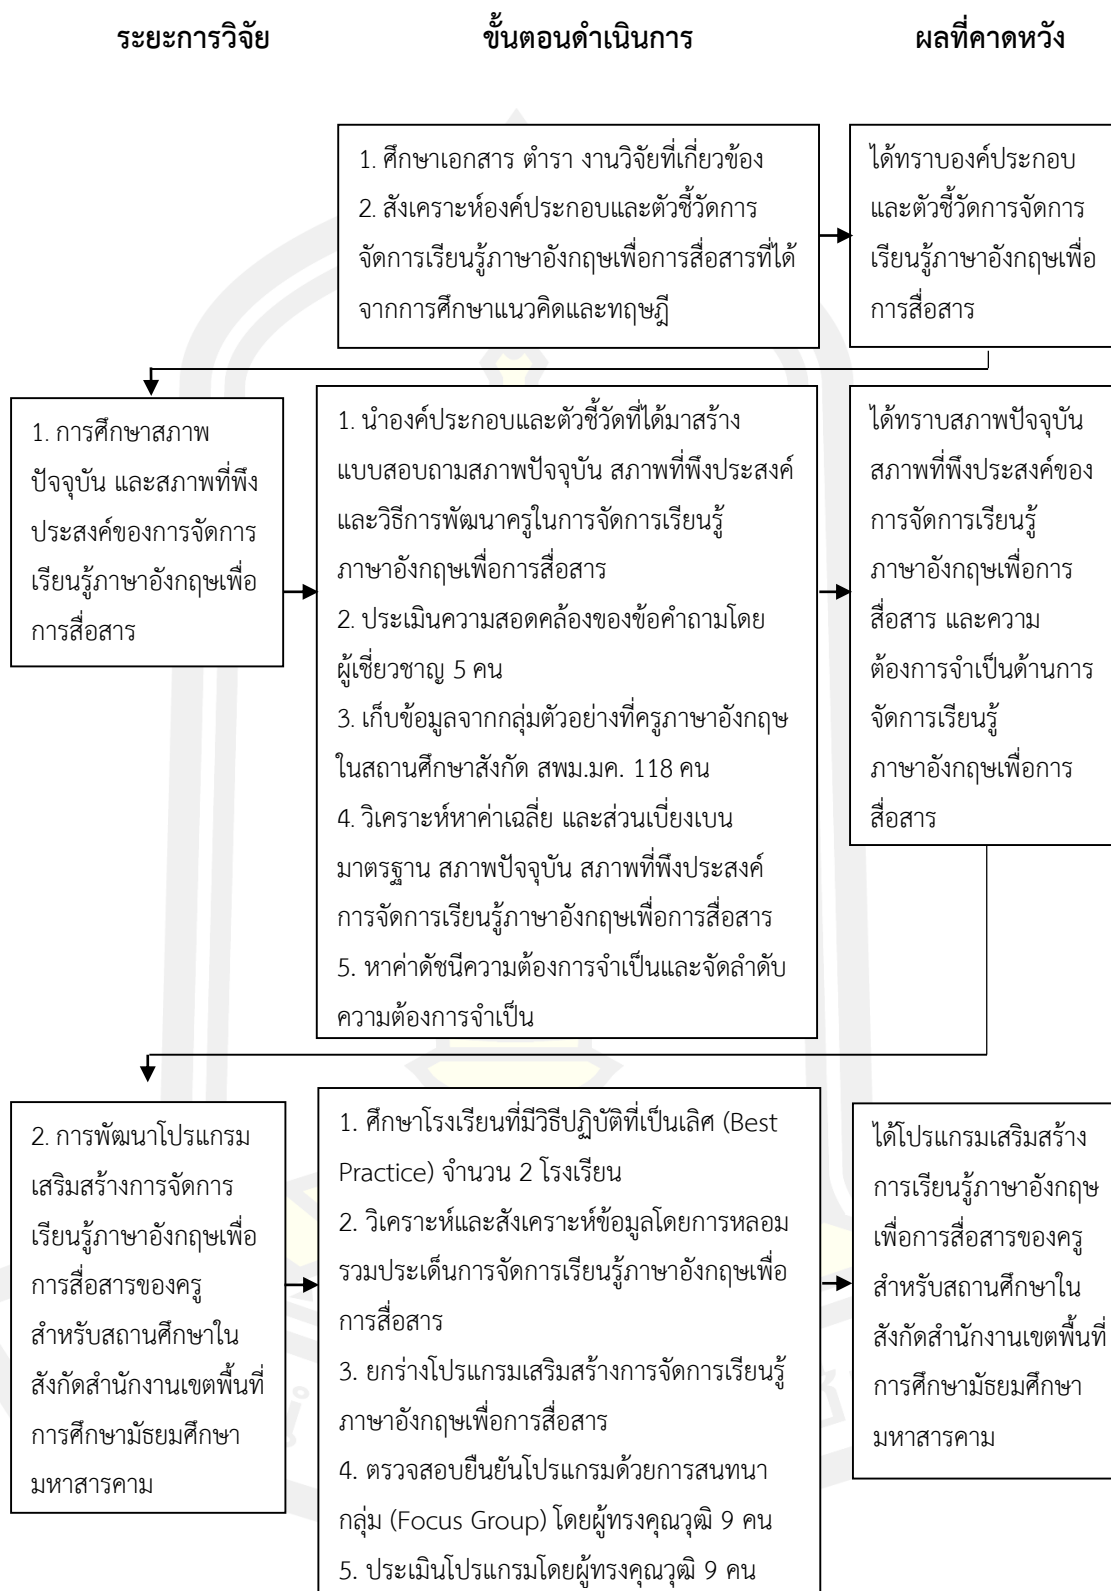 ระยะการวิจัย
ขั้นตอนดำเนินการ
ผลที่คาดหวัง
1. ศึกษาเอกสาร ตำรา งานวิจัยที่เกี่ยวข้อง
2. สังเคราะห์องค์ประกอบและตัวชี้วัดการ
จัดการเรียนรู้ภาษาอังกฤษเพื่อการสื่อสารที่ได้
จากการศึกษาแนวคิดและทฤษฎี
ได้ทราบองค์ประกอบ
และตัวชี้วัดการจัดการ
เรียนรู้ภาษาอังกฤษเพื่อ
การสื่อสาร
1. การศึกษาสภาพ
ปัจจุบัน และสภาพที่พึง
ประสงค์ของการจัดการ
เรียนรู้ภาษาอังกฤษเพื่อ
การสื่อสาร
1. นำองค์ประกอบและตัวชี้วัดที่ได้มาสร้าง
แบบสอบถามสภาพปัจจุบัน สภาพที่พึงประสงค์
และวิธีการพัฒนาครูในการจัดการเรียนรู้
ภาษาอังกฤษเพื่อการสื่อสาร
2. ประเมินความสอดคล้องของข้อคำถามโดย
ผู้เชี่ยวชาญ 5 คน
3. เก็บข้อมูลจากกลุ่มตัวอย่างที่ครูภาษาอังกฤษ
ในสถานศึกษาสังกัด สพม.มค. 118 คน
4. วิเคราะห์หาค่าเฉลี่ย และส่วนเบี่ยงเบน
มาตรฐาน สภาพปัจจุบัน สภาพที่พึงประสงค์
การจัดการเรียนรู้ภาษาอังกฤษเพื่อการสื่อสาร
5. หาค่าดัชนีความต้องการจำเป็นและจัดลำดับ
ความต้องการจำเป็น
ได้ทราบสภาพปัจจุบัน
สภาพที่พึงประสงค์ของ
การจัดการเรียนรู้
ภาษาอังกฤษเพื่อการ
สื่อสาร และความ
ต้องการจำเป็นด้านการ
จัดการเรียนรู้
ภาษาอังกฤษเพื่อการ
สื่อสาร
2. การพัฒนาโปรแกรม
เสริมสร้างการจัดการ
เรียนรู้ภาษาอังกฤษเพื่อ
การสื่อสารของครู
สำหรับสถานศึกษาใน
สังกัดสำนักงานเขตพื้นที่
การศึกษามัธยมศึกษา
มหาสารคาม
1. ศึกษาโรงเรียนที่มีวิธีปฏิบัติที่เป็นเลิศ (Best
Practice) จำนวน 2 โรงเรียน
2. วิเคราะห์และสังเคราะห์ข้อมูลโดยการหลอม
รวมประเด็นการจัดการเรียนรู้ภาษาอังกฤษเพื่อ
การสื่อสาร
3. ยกร่างโปรแกรมเสริมสร้างการจัดการเรียนรู้
ภาษาอังกฤษเพื่อการสื่อสาร
4. ตรวจสอบยืนยันโปรแกรมด้วยการสนทนา
กลุ่ม (Focus Group) โดยผู้ทรงคุณวุฒิ 9 คน
5. ประเมินโปรแกรมโดยผู้ทรงคุณวุฒิ 9 คน
ได้โปรแกรมเสริมสร้าง
การเรียนรู้ภาษาอังกฤษ
เพื่อการสื่อสารของครู
สำหรับสถานศึกษาใน
สังกัดสำนักงานเขตพื้นที่
การศึกษามัธยมศึกษา
มหาสารคาม